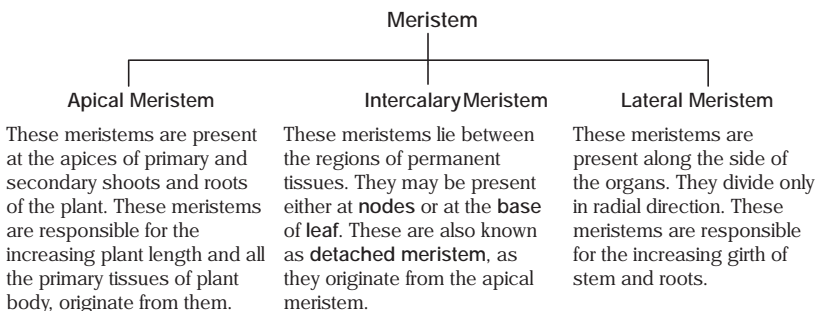 Meristem
Apical Meristem
These meristems are present
at the apices of primary and
secondary shoots and roots
of the plant. These meristems
are responsible for the
increasing plant length and all
the primary tissues of plant
body, originate from them.
Intercalary Meristem
These meristems lie between
the regions of permanent
tissues. They may be present
either at nodes or at the base
of leaf. These are also known
as detached meristem, as
they originate from the apical
meristem.
Lateral Meristem
These meristems are
present along the side of
the organs. They divide only
in radial direction. These
meristems are responsible
for the increasing girth of
stem and roots.